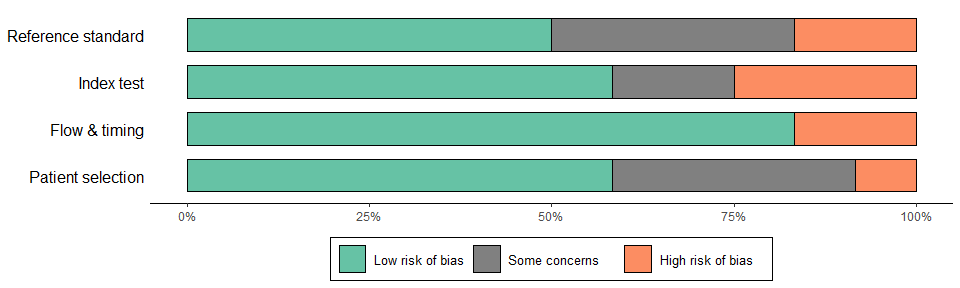 Reference standard
Index test
Flow & timing
Patient selection
0% 25% 50% 75% 100%
Low risk of bias Some concerns High risk of bias